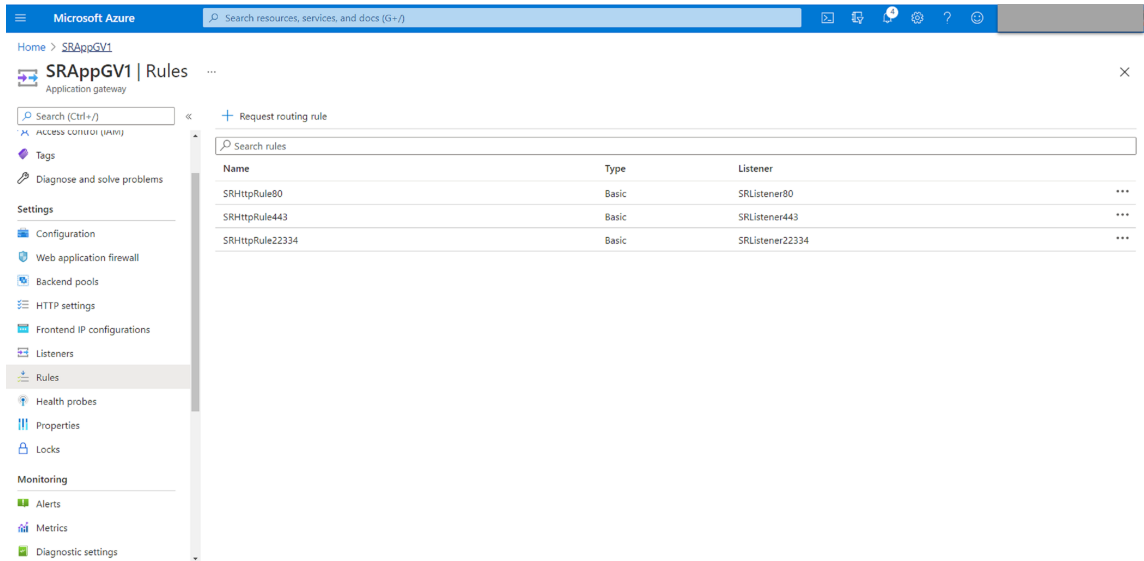 Microsoft Azure
Search resources, services, and docs (G+/)
4
Home > SRAppGV1
SRAppGV1 | Rules ...
Application gateway
Search (Ctrl+/)
«
+ Request routing rule
Access control (IAM)
Tags
Diagnose and solve problems
Settings
Configuration
Web application firewall
Backend pools
HTTP settings
Frontend IP configurations
Listeners
Rules
Health probes
Properties
Locks
Monitoring
Alerts
Metrics
Diagnostic settings
Search rules
Name Type Listener
SRHttpRule80 Basic SRListener80
SRHttpRule443 Basic SRListener443
SRHttpRule22334 Basic SRListener22334